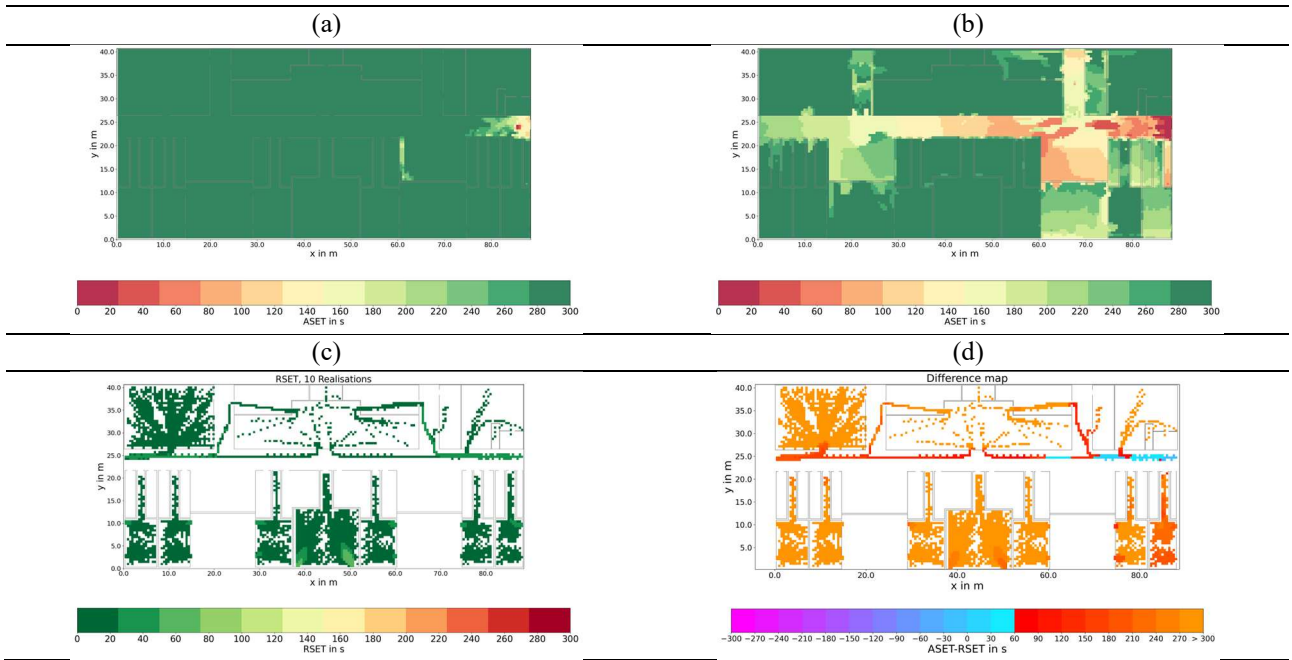 (a) (b)
40.0
35.0
30.0
25.0
20.0
15.0
10.0
5.0
0.0
y in m
0.0 10.0 20.0 30.0 40.0 50.0 60.0 70.0 80.0
x in m
0 20 40 60 80 100 120 140 160 180 200 220 240 260 280 300
ASET in s
40.0
35.0
30.0
25.0
20.0
15.0
10.0
5.0
0.0
y in m
0.0 10.0 20.0 30.0 40.0 50.0 60.0 70.0 80.0
x in m
0 20 40 60 80 100 120 140 160 180 200 220 240 260 280 300
ASET in s
(c) (d)
RSET, 10 Realisations
40.0
35.0
30.0
25.0
20.0
15.0
10.0
5.0
y in m
0.0 10.0 20.0 30.0 40.0 50.0 60.0 70.0 80.0
x in m
0 20 40 60 80 100 120 140 160 180 200 220 240 260 280 300
RSET in s
Difference map
40.0
35.0
30.0
25.0
20.0
15.0
10.0
5.0
y in m
0.0 20.0 40.0 60.0 80.0
x in m
−300 −270 −210 −150 −90 −60 −30 0 30 60 90 120 150 180 210 240 270 > 300
ASET-RSET in s